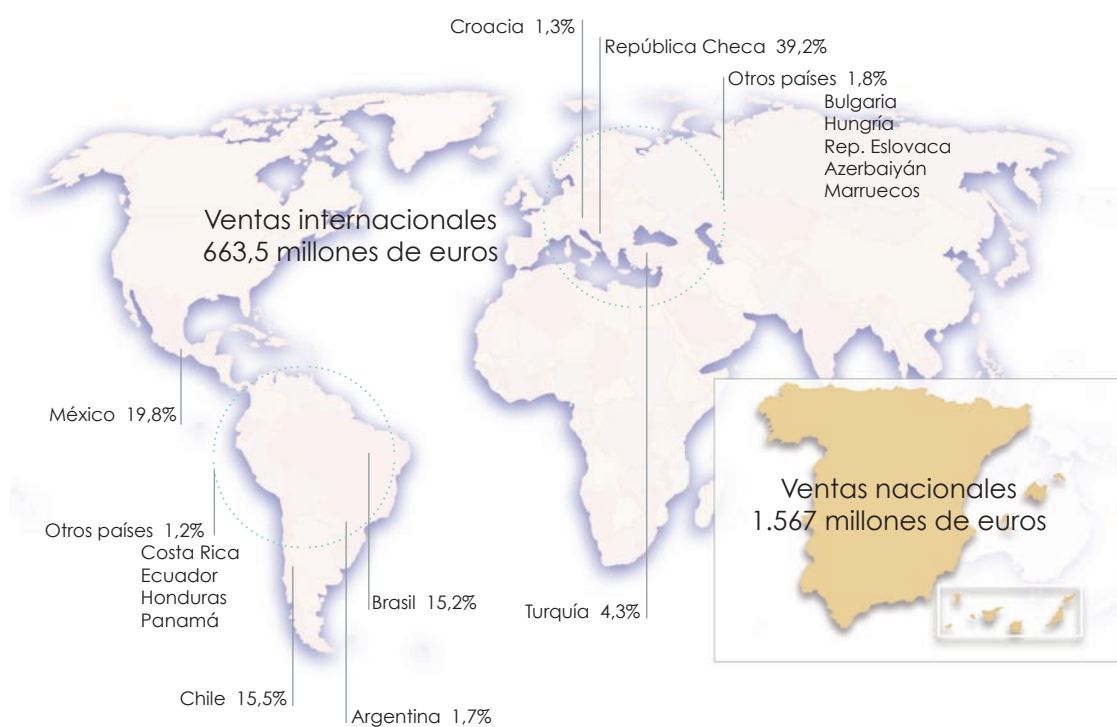 Croacia 1,3%
República Checa 39,2%
Otros países 1,8%
Bulgaria
Hungría
Rep. Eslovaca
Azerbaiyán
Marruecos
Ventas internacionales
663,5 millones de euros
México 19,8%
Otros países 1,2%
Costa Rica
Ecuador
Honduras
Panamá
Brasil 15,2%
Turquía 4,3%
Chile 15,5%
Argentina 1,7%
Ventas nacionales
1.567 millones de euros